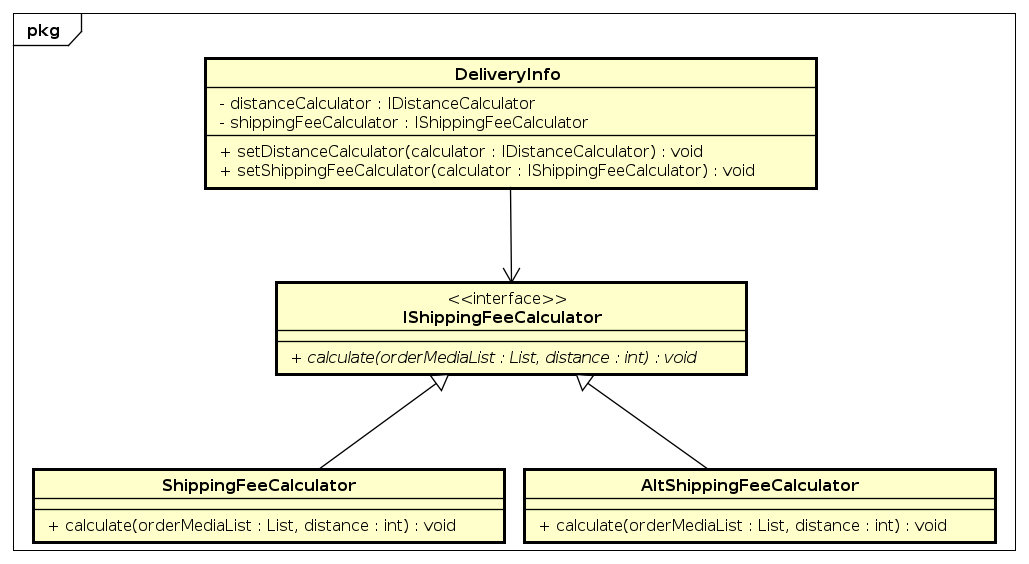 pkg
DeliveryInfo
- distanceCalculator : IDistanceCalculator
- shippingFeeCalculator : IShippingFeeCalculator
+ setDistanceCalculator(calculator : IDistanceCalculator) : void
+ setShippingFeeCalculator(calculator : IShippingFeeCalculator) : void
<<interface>>
IShippingFeeCalculator
+ calculate(orderMediaList : List, distance : int) : void
ShippingFeeCalculator
+ calculate(orderMediaList : List, distance : int) : void
AltShippingFeeCalculator
+ calculate(orderMediaList : List, distance : int) : void